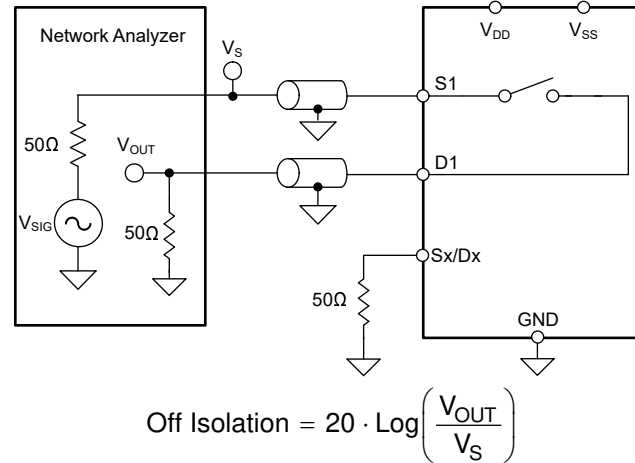 Network Analyzer
V_S
V_DD
V_SS
S1
50Ω
V_OUT
D1
V_SIG
50Ω
Sx/Dx
50Ω
GND
Off Isolation = 20 · Log(V_OUT / V_S)